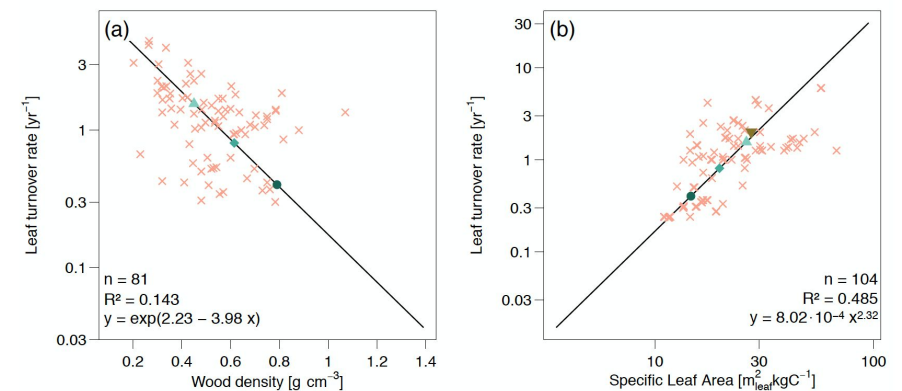 (a)
3
1
0.3
0.1
0.03
Leaf turnover rate [yr⁻¹]
n = 81
R² = 0.143
y = exp(2.23 − 3.98 x)
0.2 0.4 0.6 0.8 1 1.2 1.4
Wood density [g cm⁻³]
(b)
30
10
3
1
0.3
0.1
0.03
Leaf turnover rate [yr⁻¹]
n = 104
R² = 0.485
y = 8.02·10⁻⁴ x²·³²
10 30 100
Specific Leaf Area [m²leaf kgC⁻¹]